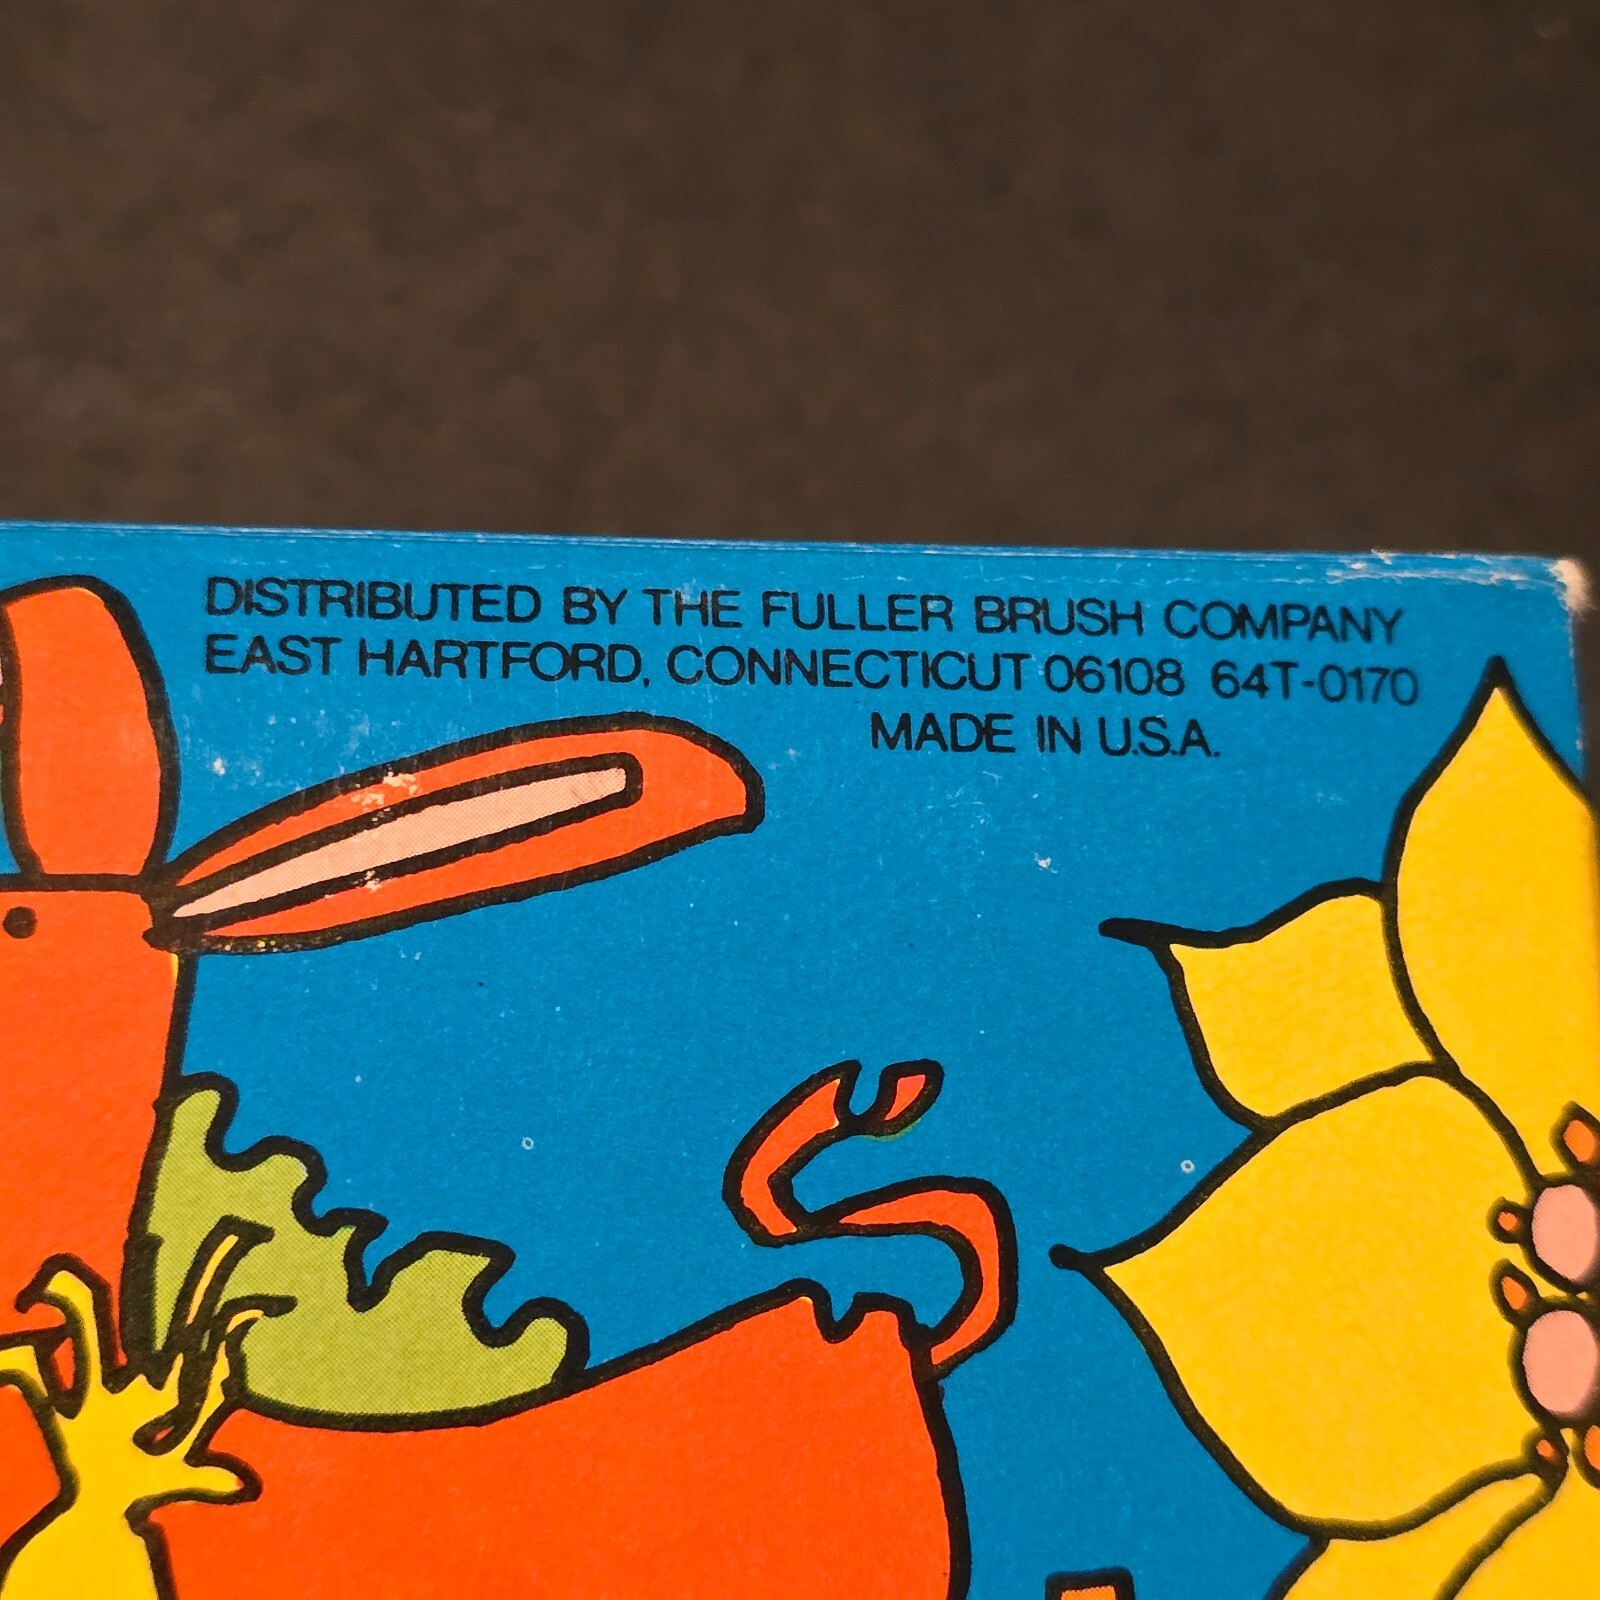 DISTRIBUTED BY THE FULLER BRUSH COMPANY
EAST HARTFORD, CONNECTICUT 06108 64T-0170
MADE IN U.S.A.